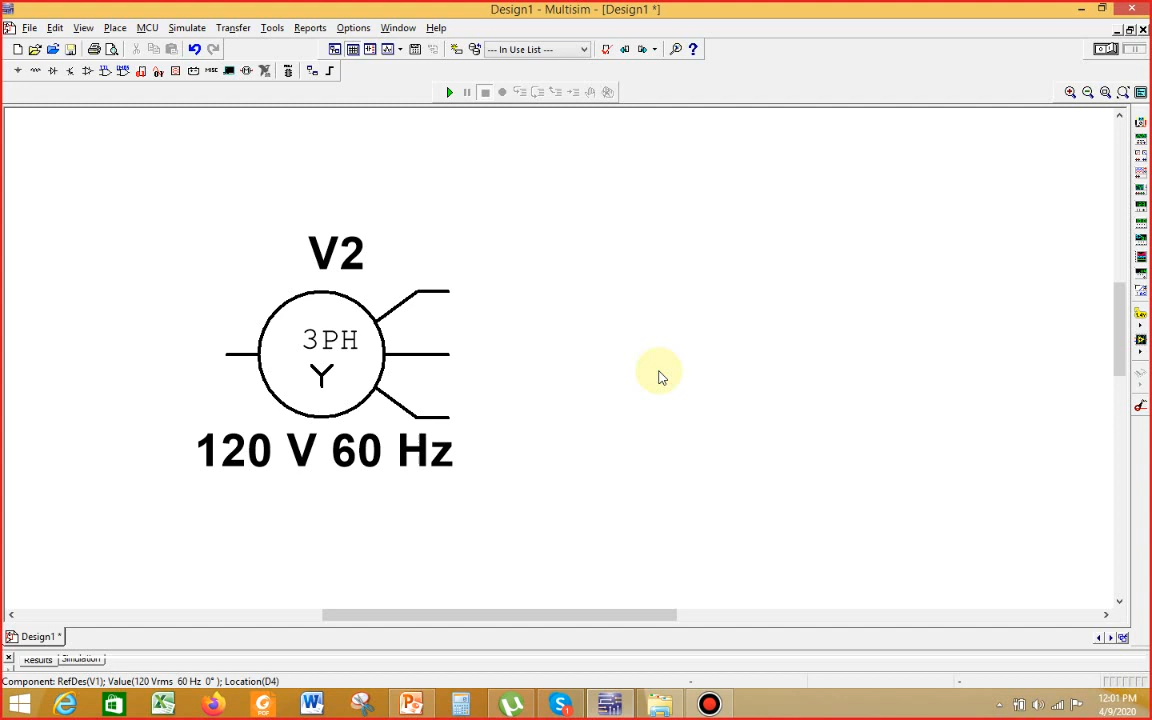 Design1 - Multisim - [Design1 *]
File Edit View Place MCU Simulate Transfer Tools Reports Options Window Help
--- In Use List ---
V2
3PH
Y
120 V 60 Hz
Design1 *
Results Simulation
Component: RefDes(V1); Value(120 Vrms 60 Hz 0° ); Location(D4)
- - -
12:01 PM
4/9/2020